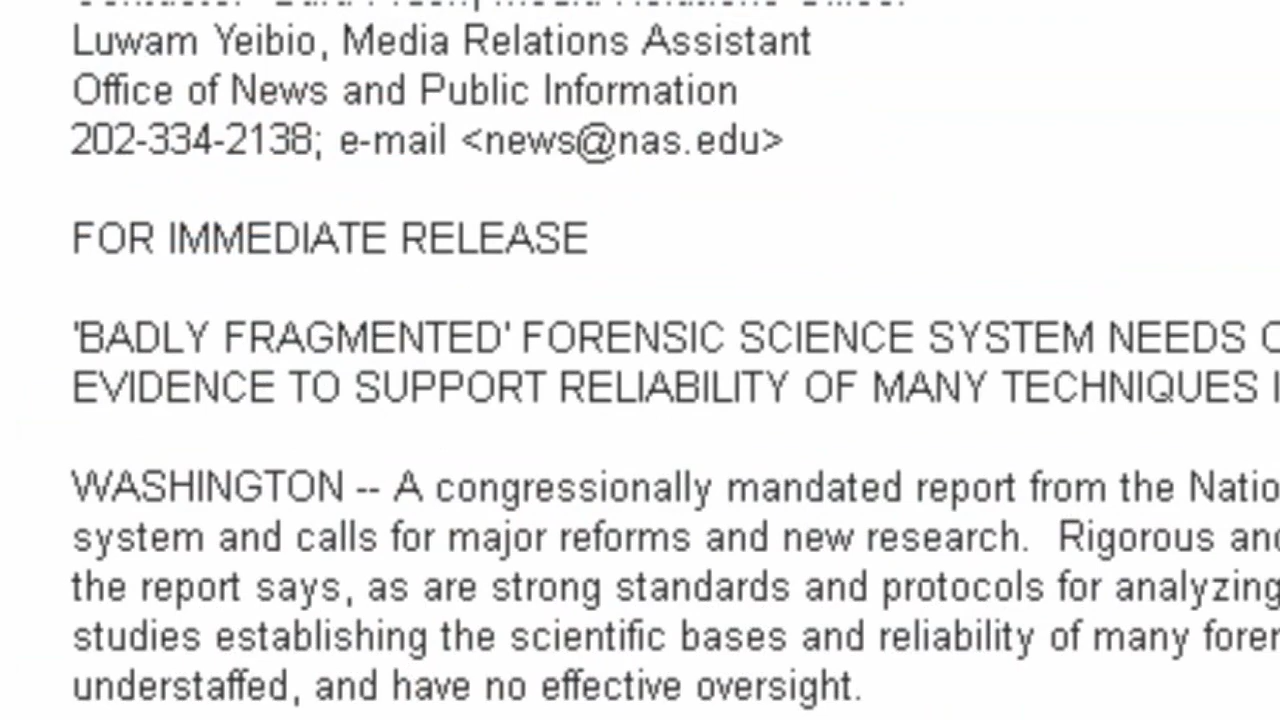 Luwam Yeibio, Media Relations Assistant
Office of News and Public Information
202-334-2138; e-mail <news@nas.edu>
FOR IMMEDIATE RELEASE
'BADLY FRAGMENTED' FORENSIC SCIENCE SYSTEM NEEDS
EVIDENCE TO SUPPORT RELIABILITY OF MANY TECHNIQUES
WASHINGTON -- A congressionally mandated report from the Natio
system and calls for major reforms and new research.  Rigorous and
the report says, as are strong standards and protocols for analyzing
studies establishing the scientific bases and reliability of many foren
understaffed, and have no effective oversight.